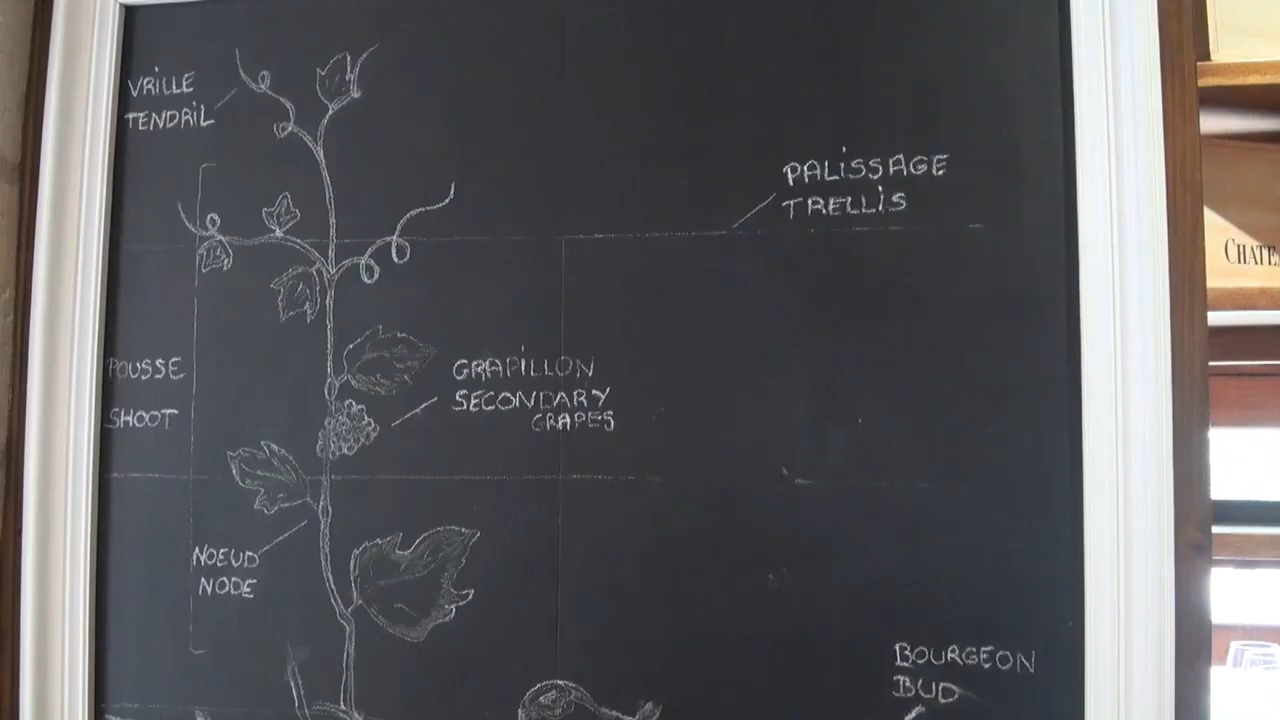 VRILLE
TENDRIL
PALISSAGE
TRELLIS
POUSSE
SHOOT
GRAPILLON
SECONDARY
GRAPES
NOEUD
NODE
BOURGEON
BUD